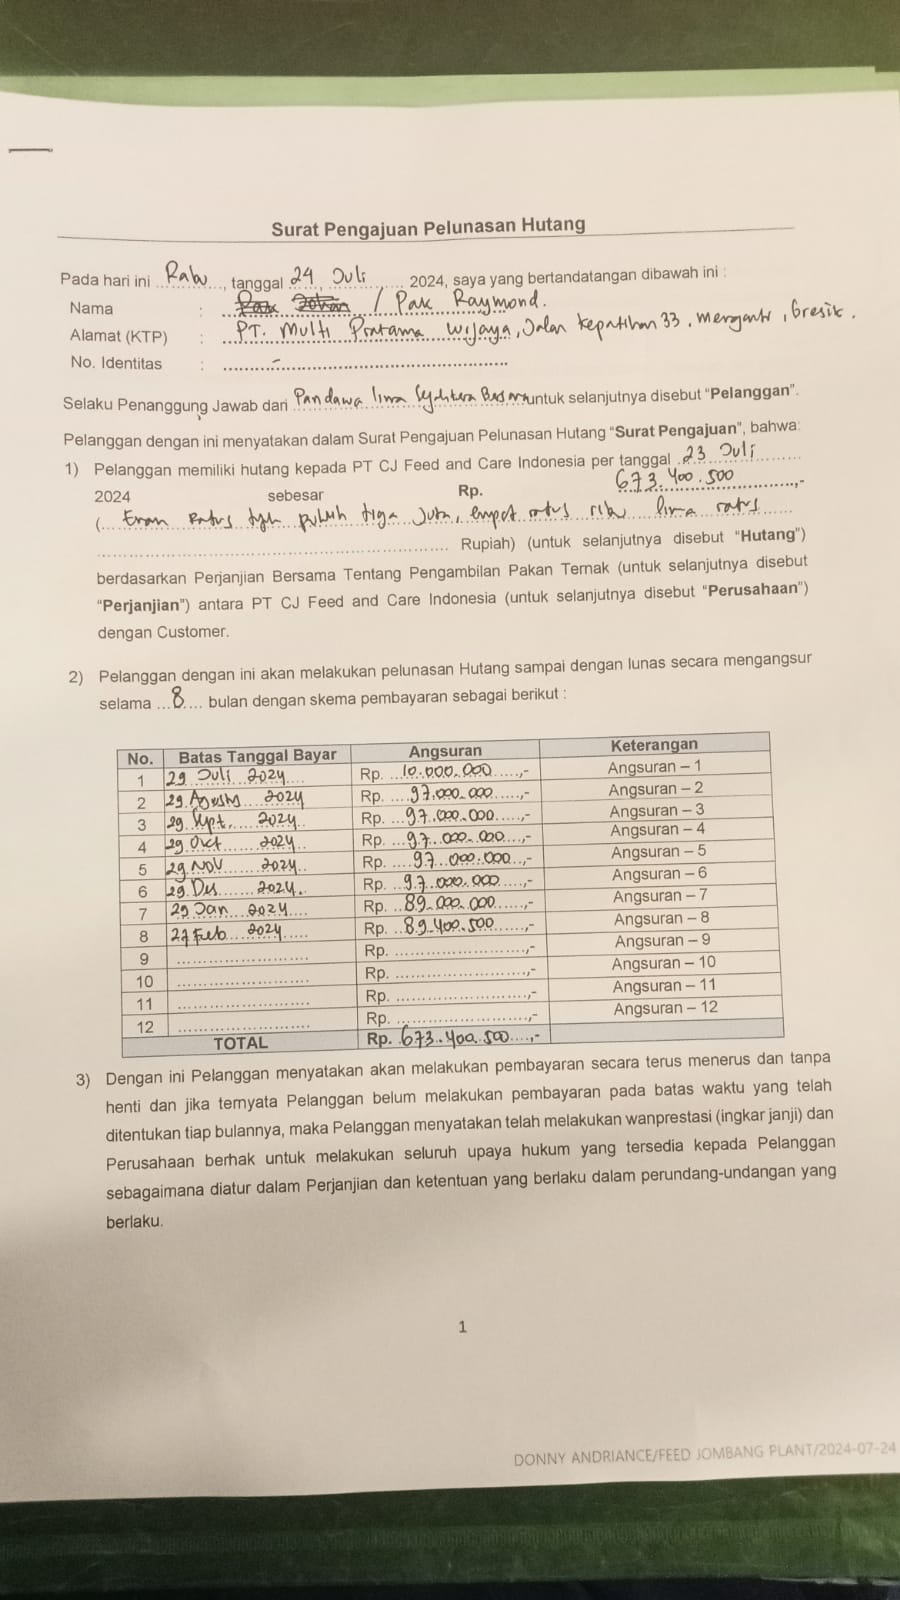 Surat Pengajuan Pelunasan Hutang
Pada hari ini Rabu, tanggal 24 Juli 2024, saya yang bertandatangan dibawah ini :
Nama : / Pak Raymond.
Alamat (KTP) : PT. Multi Pratama Wijaya, Jalan kepatihan 33, menganti, Gresik.
No. Identitas : -
Selaku Penanggung Jawab dari Pandawa lima untuk selanjutnya disebut “Pelanggan”.
Pelanggan dengan ini menyatakan dalam Surat Pengajuan Pelunasan Hutang “Surat Pengajuan”, bahwa:
1) Pelanggan memiliki hutang kepada PT CJ Feed and Care Indonesia per tanggal 23 Juli
2024 sebesar Rp. 673.400.500,-
( Enam Ratus tujuh puluh tiga Juta, empat ratus ribu lima ratus
Rupiah) (untuk selanjutnya disebut “Hutang”)
berdasarkan Perjanjian Bersama Tentang Pengambilan Pakan Ternak (untuk selanjutnya disebut
“Perjanjian”) antara PT CJ Feed and Care Indonesia (untuk selanjutnya disebut “Perusahaan”)
dengan Customer.
2) Pelanggan dengan ini akan melakukan pelunasan Hutang sampai dengan lunas secara mengangsur
selama 8 bulan dengan skema pembayaran sebagai berikut :
No. Batas Tanggal Bayar Angsuran Keterangan
1 29 Juli 2024 Rp. 10.000.000,- Angsuran – 1
2 29 Agustus 2024 Rp. 97.000.000,- Angsuran – 2
3 29 Sept. 2024 Rp. 97.000.000,- Angsuran – 3
4 29 Okt 2024 Rp. 97.000.000,- Angsuran – 4
5 29 NOV 2024 Rp. 97.000.000,- Angsuran – 5
6 29 Des 2024. Rp. 97.000.000,- Angsuran – 6
7 29 Jan 2024 Rp. 89.000.000,- Angsuran – 7
8 27 Feb 2024 Rp. 89.400.500,- Angsuran – 8
9 Rp. ,- Angsuran – 9
10 Rp. ,- Angsuran – 10
11 Rp. ,- Angsuran – 11
12 Rp. ,- Angsuran – 12
TOTAL Rp. 673.400.500,-
3) Dengan ini Pelanggan menyatakan akan melakukan pembayaran secara terus menerus dan tanpa
henti dan jika ternyata Pelanggan belum melakukan pembayaran pada batas waktu yang telah
ditentukan tiap bulannya, maka Pelanggan menyatakan telah melakukan wanprestasi (ingkar janji) dan
Perusahaan berhak untuk melakukan seluruh upaya hukum yang tersedia kepada Pelanggan
sebagaimana diatur dalam Perjanjian dan ketentuan yang berlaku dalam perundang-undangan yang
berlaku.
1
DONNY ANDRIANCE/FEED JOMBANG PLANT/2024-07-24